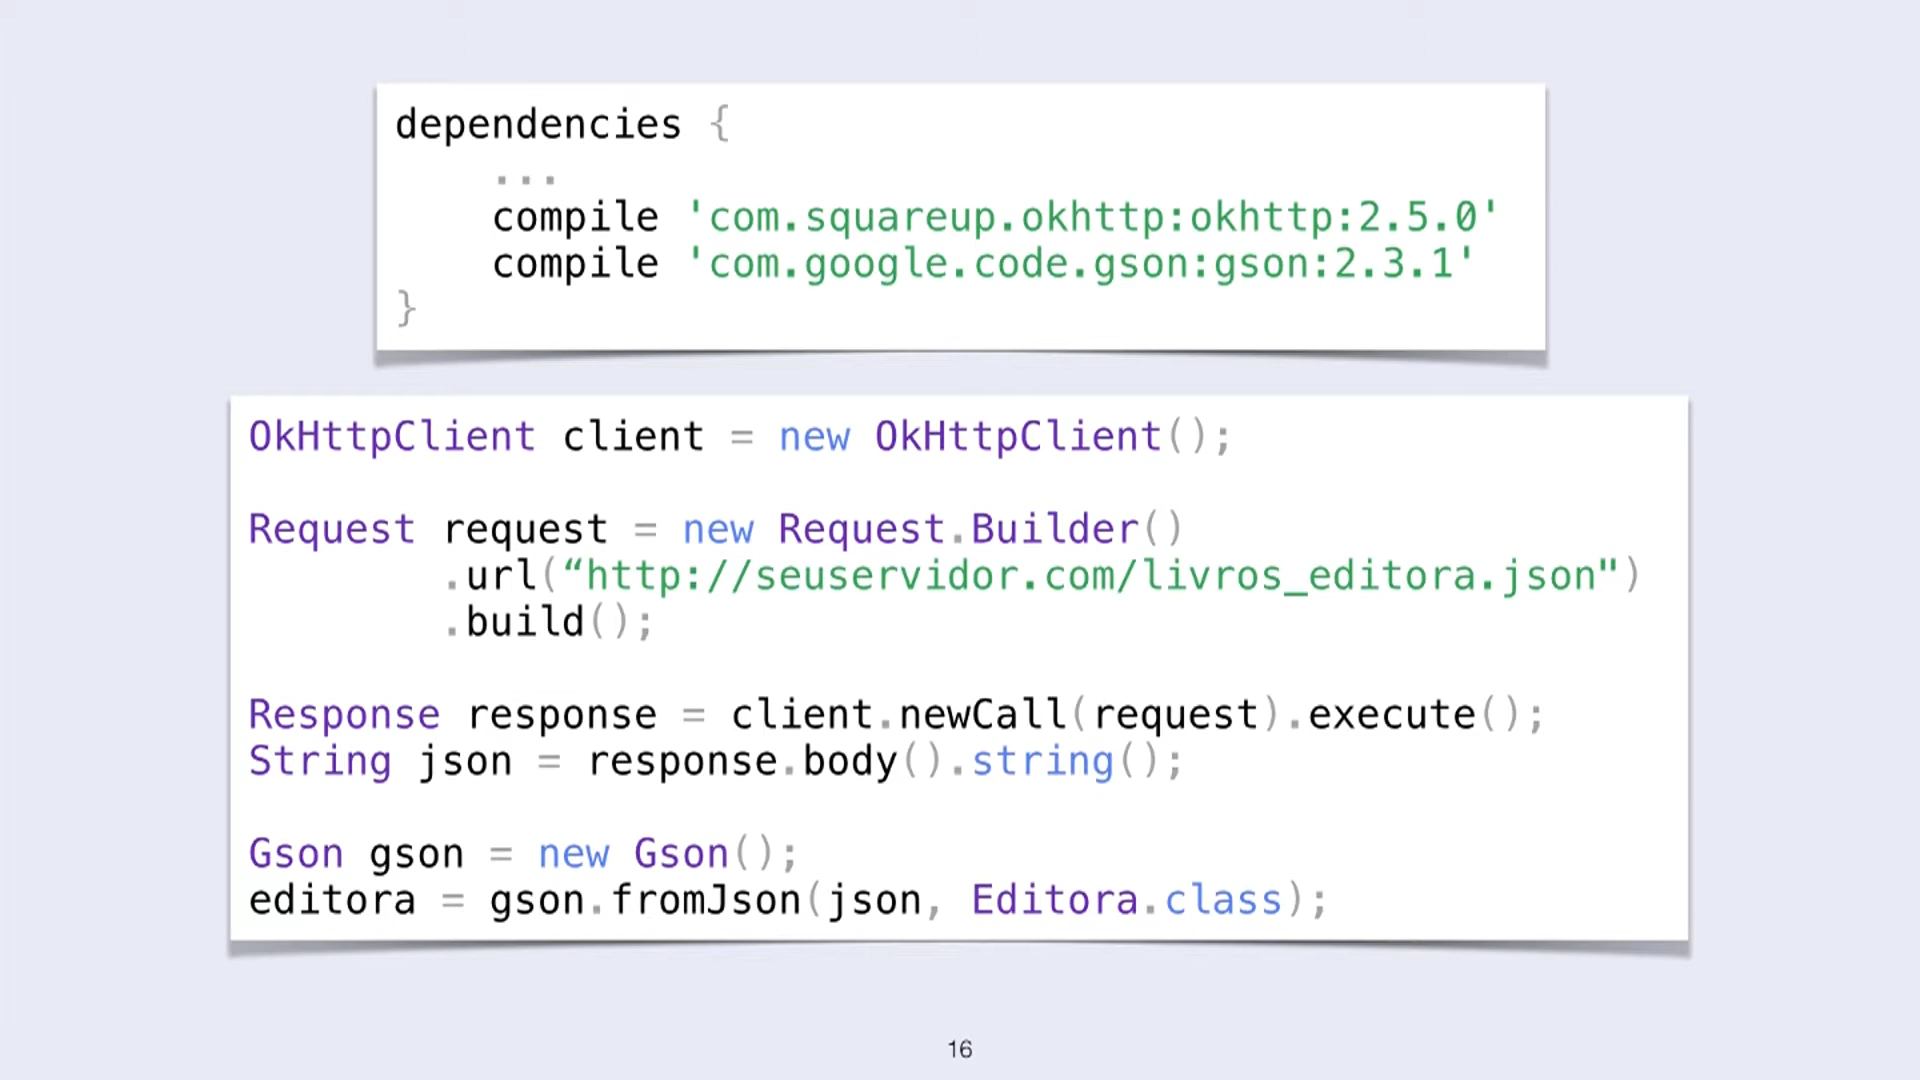 dependencies {
...
compile 'com.squareup.okhttp:okhttp:2.5.0'
compile 'com.google.code.gson:gson:2.3.1'
}
OkHttpClient client = new OkHttpClient();
Request request = new Request.Builder()
.url(“http://seuservidor.com/livros_editora.json")
.build();
Response response = client.newCall(request).execute();
String json = response.body().string();
Gson gson = new Gson();
editora = gson.fromJson(json, Editora.class);
16